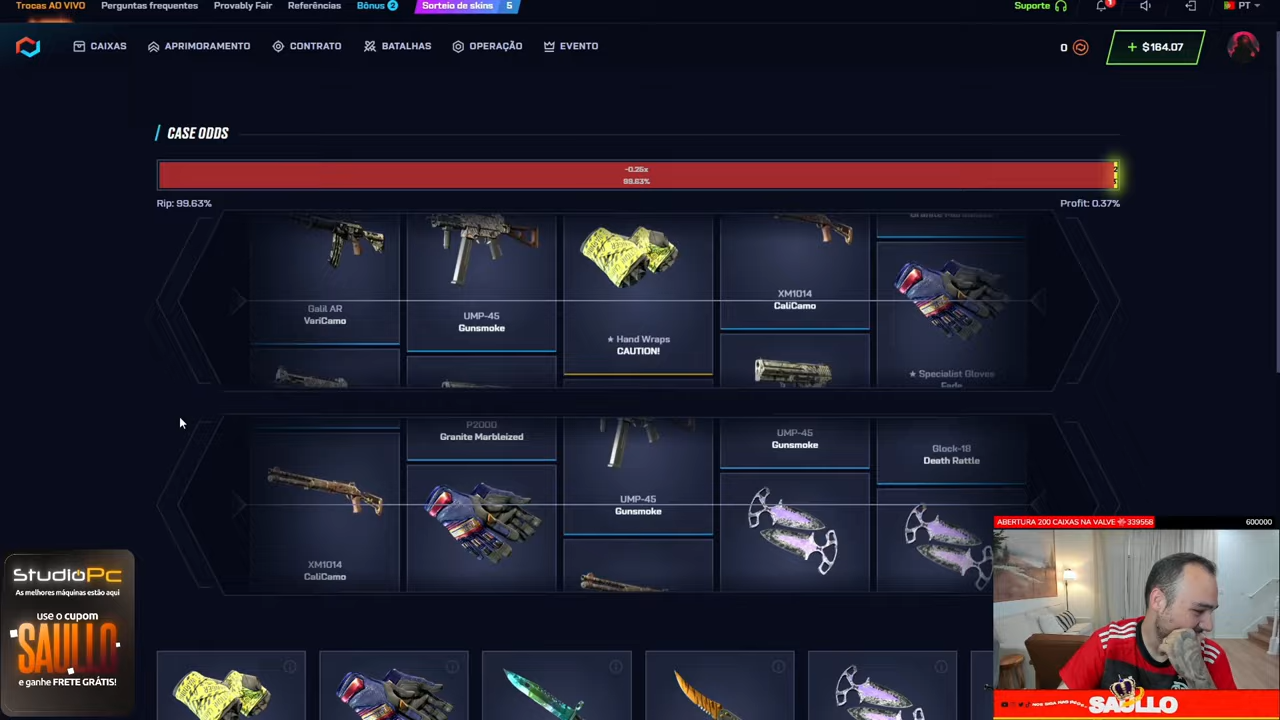 Trocas AO VIVO
Perguntas frequentes
Provably Fair
Referências
Bônus 2
Sorteio de skins 5
Suporte
1
PT
CAIXAS
APRIMORAMENTO
CONTRATO
BATALHAS
OPERAÇÃO
EVENTO
0
+ $164.07
/ CASE ODDS
-0.25x
99.63%
Rip: 99.63%
Profit: 0.37%
Galil AR
VariCamo
UMP-45
Gunsmoke
★ Hand Wraps
CAUTION!
XM1014
CaliCamo
★ Specialist Gloves
Fade
XM1014
CaliCamo
P2000
Granite Marbleized
UMP-45
Gunsmoke
UMP-45
Gunsmoke
Glock-18
Death Rattle
STUDIOPC
As melhores máquinas estão aqui
use o cupom
SAULLO
e ganhe FRETE GRÁTIS!
ABERTURA 200 CAIXAS NA VALVE
339558
600000
SAULLO